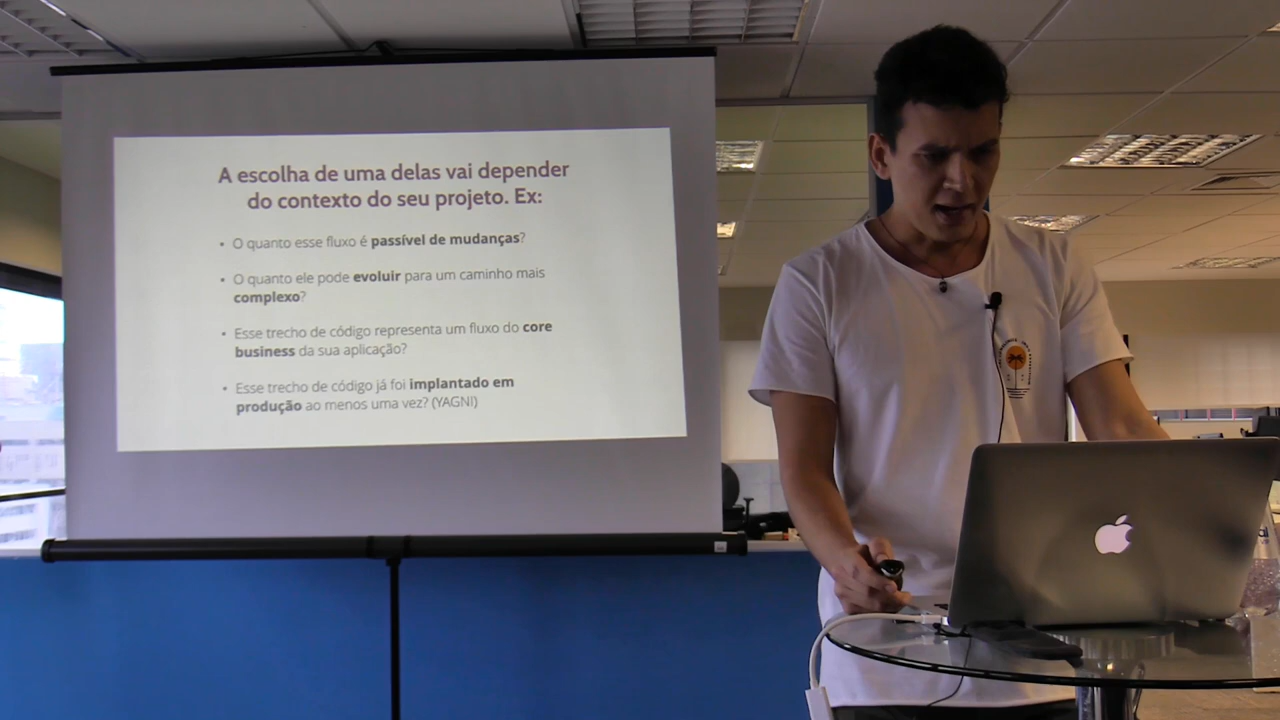 A escolha de uma delas vai depender
do contexto do seu projeto. Ex:
• O quanto esse fluxo é passível de mudanças?
• O quanto ele pode evoluir para um caminho mais
complexo?
• Esse trecho de código representa um fluxo do core
business da sua aplicação?
• Esse trecho de código já foi implantado em
produção ao menos uma vez? (YAGNI)